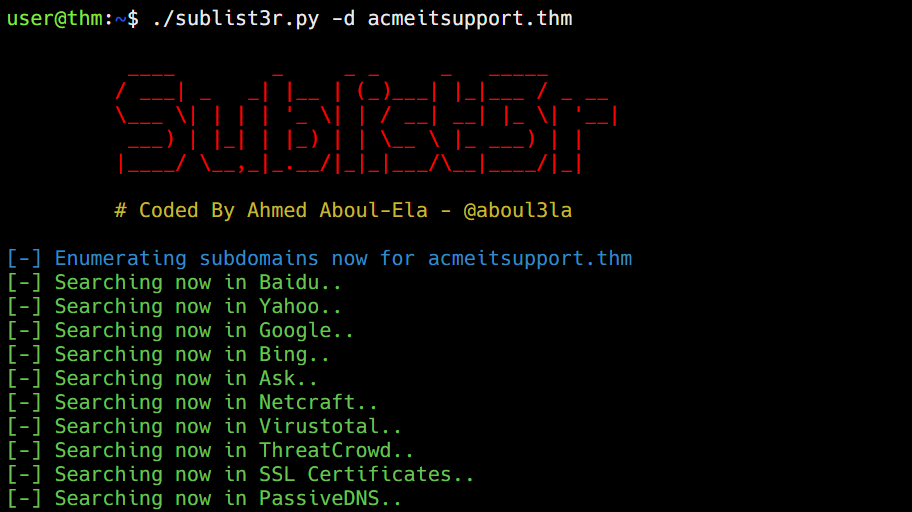 user@thm:~$ ./sublist3r.py -d acmeitsupport.thm
Sublist3r
# Coded By Ahmed Aboul-Ela - @aboul3la
[-] Enumerating subdomains now for acmeitsupport.thm
[-] Searching now in Baidu..
[-] Searching now in Yahoo..
[-] Searching now in Google..
[-] Searching now in Bing..
[-] Searching now in Ask..
[-] Searching now in Netcraft..
[-] Searching now in Virustotal..
[-] Searching now in ThreatCrowd..
[-] Searching now in SSL Certificates..
[-] Searching now in PassiveDNS..